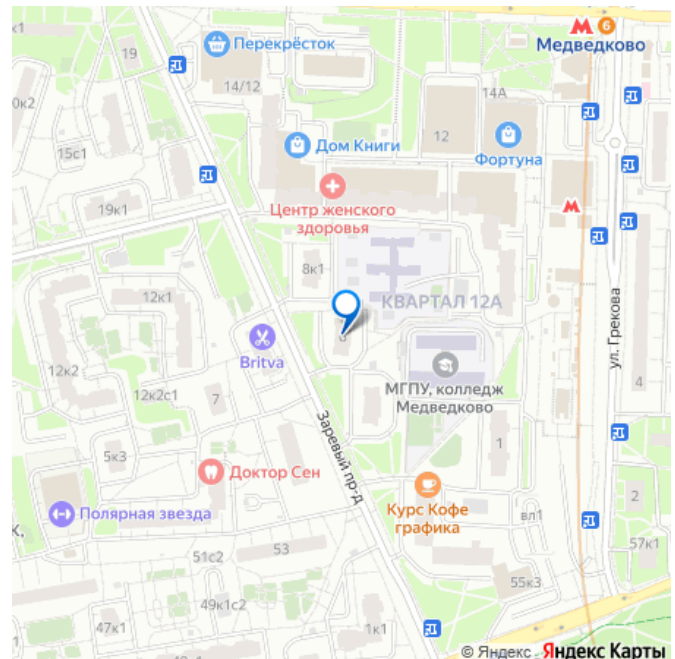 19
Перекрёсток
6
Медведково
14/12
14А
0к2
15с1
Дом Книги
12
Фортуна
Центр женского
здоровья
19к1
8к1
КВАРТАЛ 12А
12к1
ул. Грекова
Britva
12к2
12к2с1
7
МГПУ, колледж
Медведково
4
Заревый пр-д
1
5к3
Доктор Сен
Полярная звезда
Курс Кофе
графика
2
к.
вл1
57к1
51с2
53
55к3
49к1с2
47к1
1к1
© Яндекс Яндекс Карты